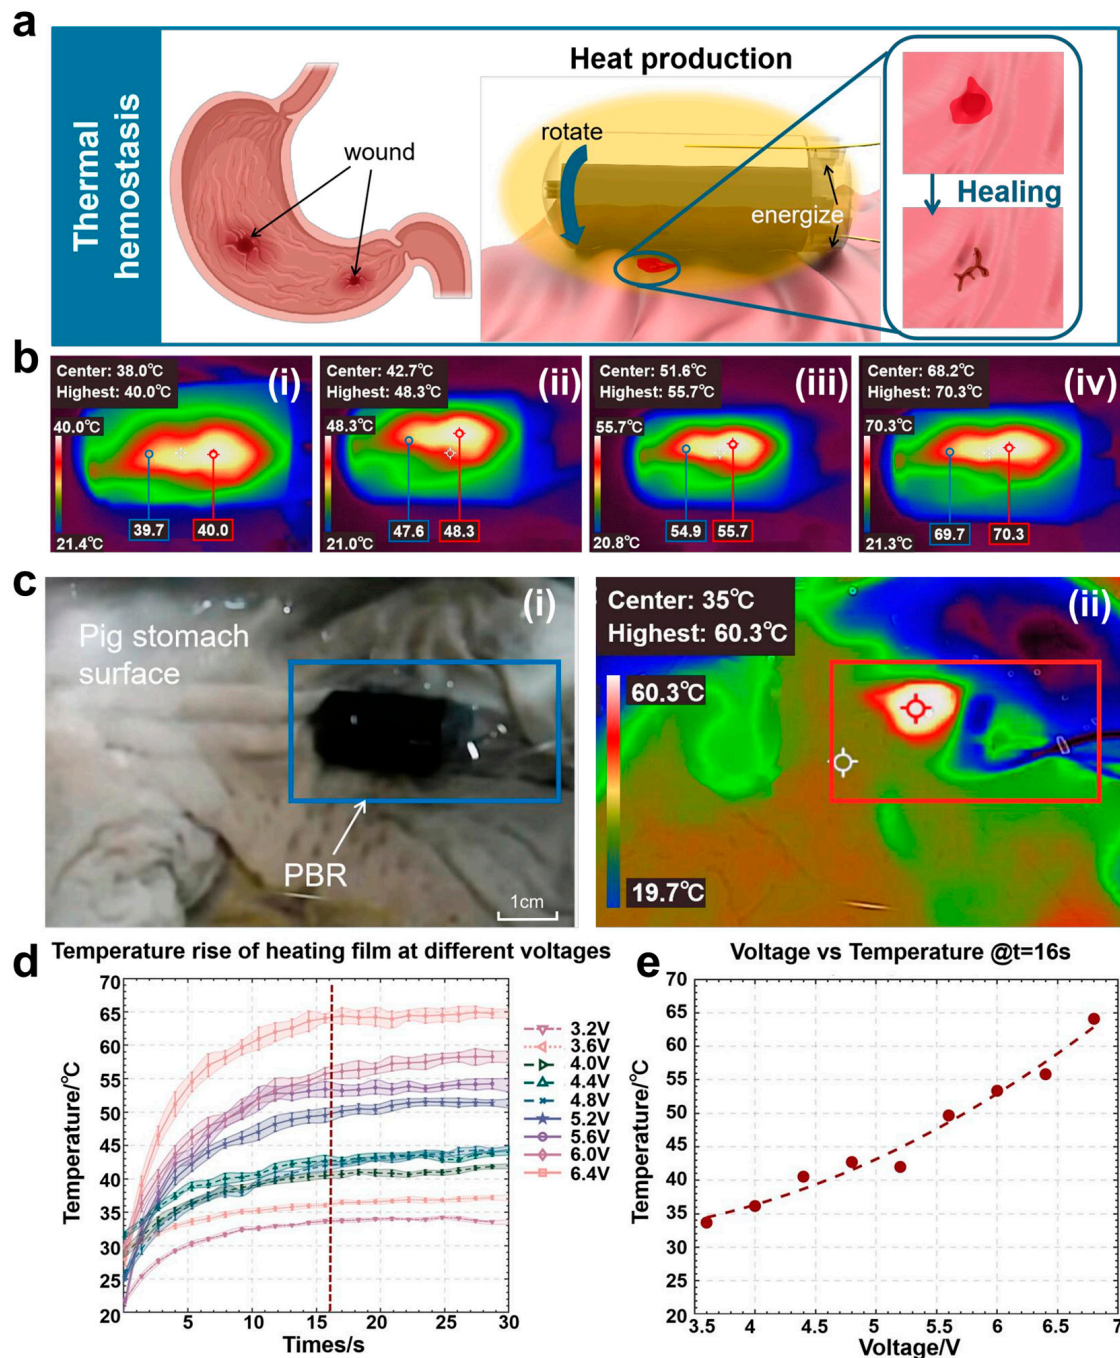 a
Thermal
hemostasis
wound
Heat production
rotate
energize
Healing
b
Center: 38.0℃
Highest: 40.0℃
(i)
40.0℃
39.7
40.0
21.4℃
Center: 42.7℃
Highest: 48.3℃
(ii)
48.3℃
47.6
48.3
21.0℃
Center: 51.6℃
Highest: 55.7℃
(iii)
55.7℃
54.9
55.7
20.8℃
Center: 68.2℃
Highest: 70.3℃
(iv)
70.3℃
69.7
70.3
21.3℃
c
Pig stomach
surface
(i)
PBR
1cm
Center: 35℃
Highest: 60.3℃
(ii)
60.3℃
19.7℃
d
Temperature rise of heating film at different voltages
Temperature/℃
70
65
60
55
50
45
40
35
30
20
5
10
15
20
25
30
Times/s
3.2V
3.6V
4.0V
4.4V
4.8V
5.2V
5.6V
6.0V
6.4V
e
Voltage vs Temperature @t=16s
Temperature/℃
70
65
60
55
50
45
40
35
30
25
20
3.5
4
4.5
5
5.5
6
6.5
7
Voltage/V